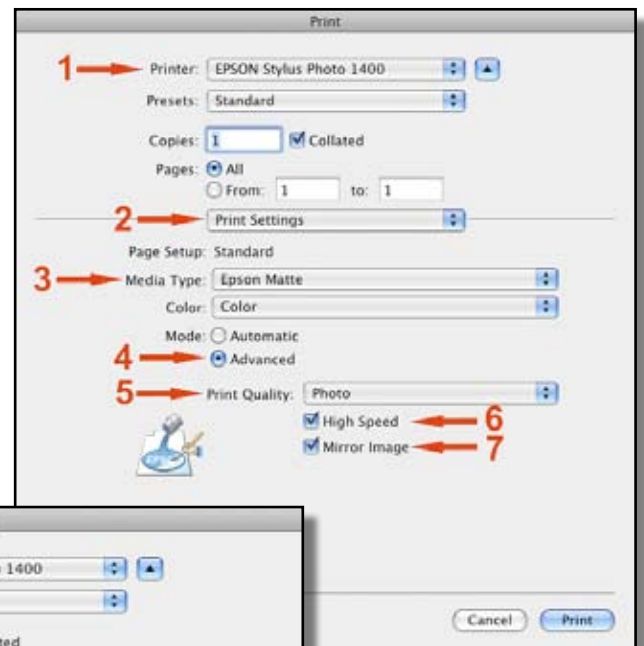 Print
1 Printer: EPSON Stylus Photo 1400
Presets: Standard
Copies: 1 Collated
Pages: All
From: 1 to: 1
2 Print Settings
Page Setup: Standard
3 Media Type: Epson Matte
Color: Color
Mode: Automatic
4 Advanced
5 Print Quality: Photo
High Speed 6
Mirror Image 7
1400
Cancel Print